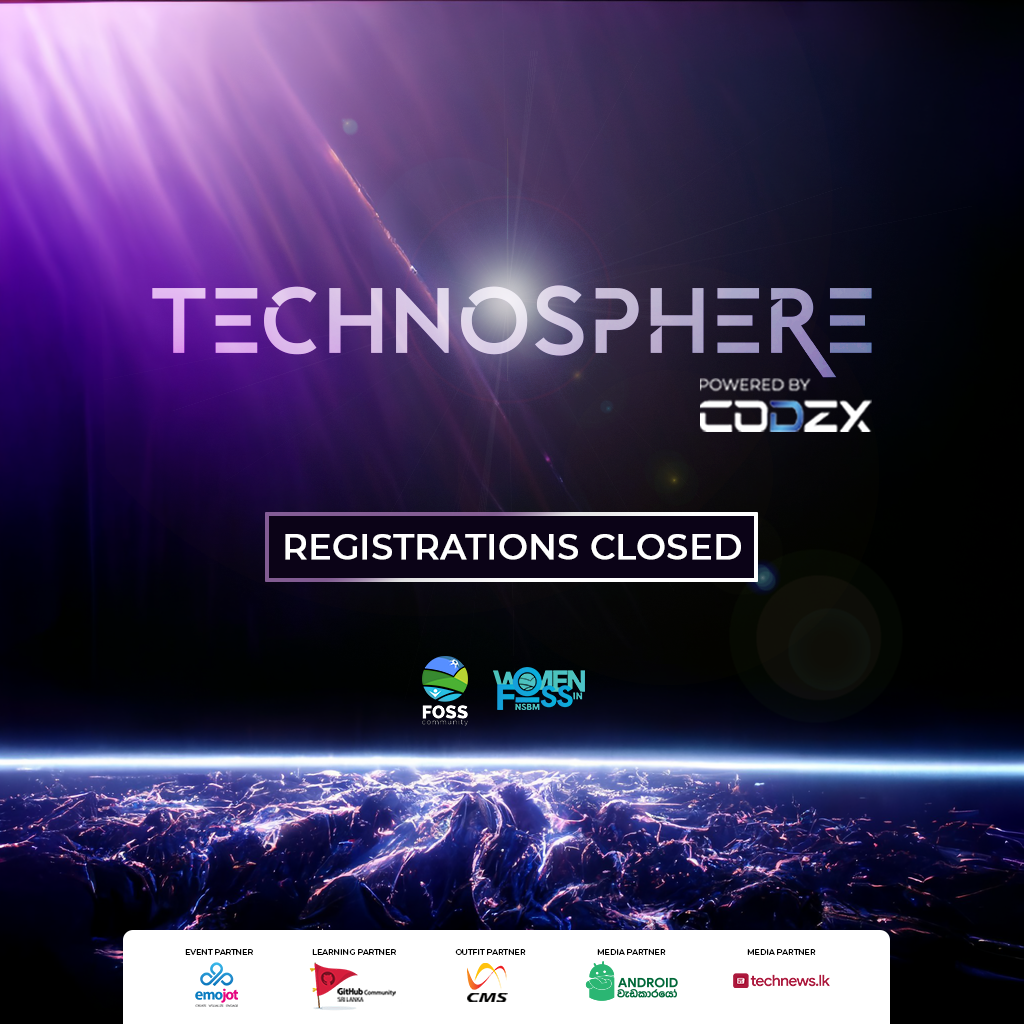 TECHNOSPHERE
POWERED BY
CODZX
REGISTRATIONS CLOSED
FOSS
community
WOMEN
FOSS IN
NSBM
EVENT PARTNER
emojot
LEARNING PARTNER
GitHub Community
SRI LANKA
OUTFIT PARTNER
CMS
MEDIA PARTNER
ANDROID
වැඩකාරයෝ
MEDIA PARTNER
technews.lk